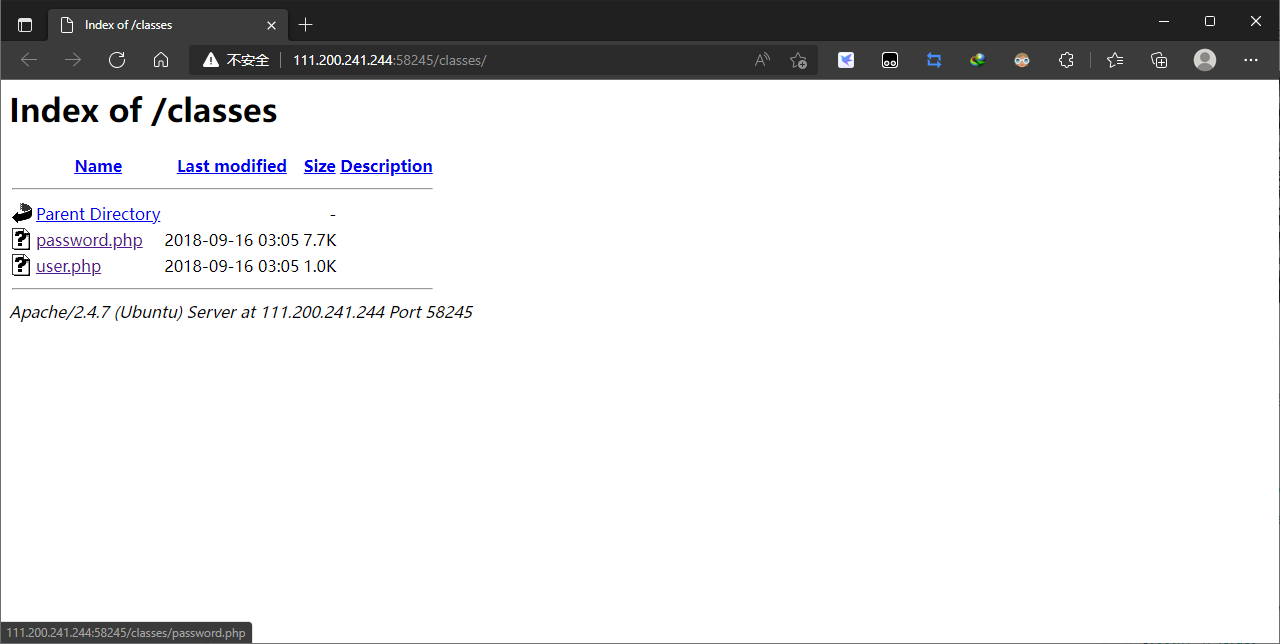 Index of /classes
不安全 111.200.241.244:58245/classes/
Index of /classes
Name Last modified Size Description
Parent Directory -
password.php 2018-09-16 03:05 7.7K
user.php 2018-09-16 03:05 1.0K
Apache/2.4.7 (Ubuntu) Server at 111.200.241.244 Port 58245
111.200.241.244:58245/classes/password.php